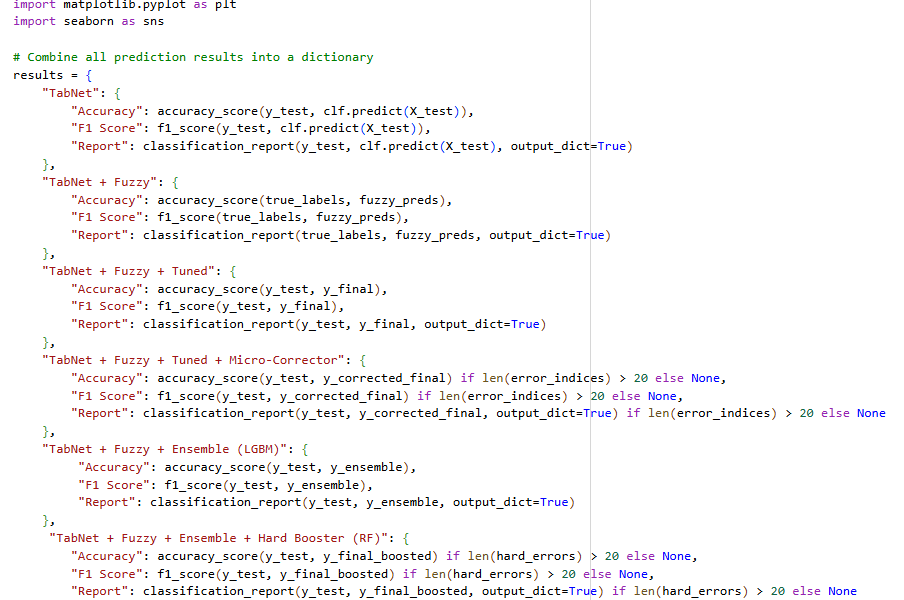 import matplotlib.pyplot as plt
import seaborn as sns

# Combine all prediction results into a dictionary
results = {
    "TabNet": {
        "Accuracy": accuracy_score(y_test, clf.predict(X_test)),
        "F1 Score": f1_score(y_test, clf.predict(X_test)),
        "Report": classification_report(y_test, clf.predict(X_test), output_dict=True)
    },
    "TabNet + Fuzzy": {
        "Accuracy": accuracy_score(true_labels, fuzzy_preds),
        "F1 Score": f1_score(true_labels, fuzzy_preds),
        "Report": classification_report(true_labels, fuzzy_preds, output_dict=True)
    },
    "TabNet + Fuzzy + Tuned": {
        "Accuracy": accuracy_score(y_test, y_final),
        "F1 Score": f1_score(y_test, y_final),
        "Report": classification_report(y_test, y_final, output_dict=True)
    },
    "TabNet + Fuzzy + Tuned + Micro-Corrector": {
        "Accuracy": accuracy_score(y_test, y_corrected_final) if len(error_indices) > 20 else None,
        "F1 Score": f1_score(y_test, y_corrected_final) if len(error_indices) > 20 else None,
        "Report": classification_report(y_test, y_corrected_final, output_dict=True) if len(error_indices) > 20 else None
    },
    "TabNet + Fuzzy + Ensemble (LGBM)": {
         "Accuracy": accuracy_score(y_test, y_ensemble),
         "F1 Score": f1_score(y_test, y_ensemble),
         "Report": classification_report(y_test, y_ensemble, output_dict=True)
    },
     "TabNet + Fuzzy + Ensemble + Hard Booster (RF)": {
        "Accuracy": accuracy_score(y_test, y_final_boosted) if len(hard_errors) > 20 else None,
        "F1 Score": f1_score(y_test, y_final_boosted) if len(hard_errors) > 20 else None,
        "Report": classification_report(y_test, y_final_boosted, output_dict=True) if len(hard_errors) > 20 else None